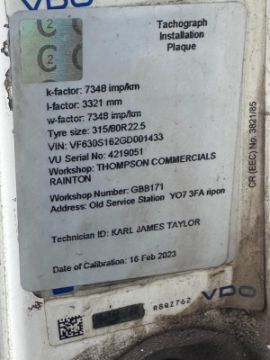 VDO
Tachograph
Installation
Plaque
k-factor: 7348 imp/km
l-factor: 3321 mm
w-factor: 7348 imp/km
Tyre size: 315/80R22.5
VIN: VF630S162GD001433
VU Serial No: 4219051
Workshop: THOMPSON COMMERCIALS
RAINTON
Workshop Number: GBB171
Address: Old Service Station YO7 3FA ripon
Technician ID: KARL JAMES TAYLOR
Date of Calibration: 16 Feb 2023
CR (EEC) No. 3821/85
VDO